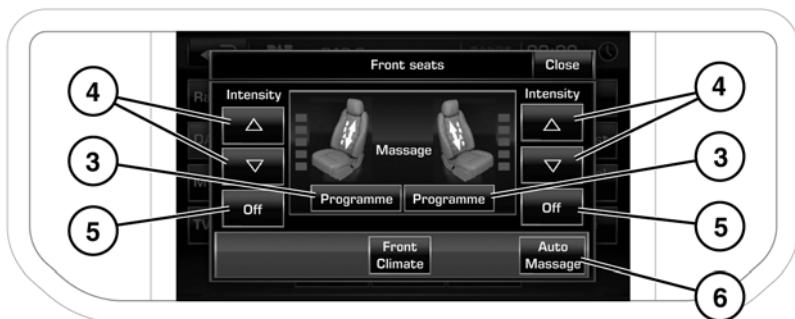 Front seats
Close
Intensity
Intensity
4
4
Massage
3
3
Programme
Programme
Off
Off
5
5
Front
Climate
Auto
Massage
6